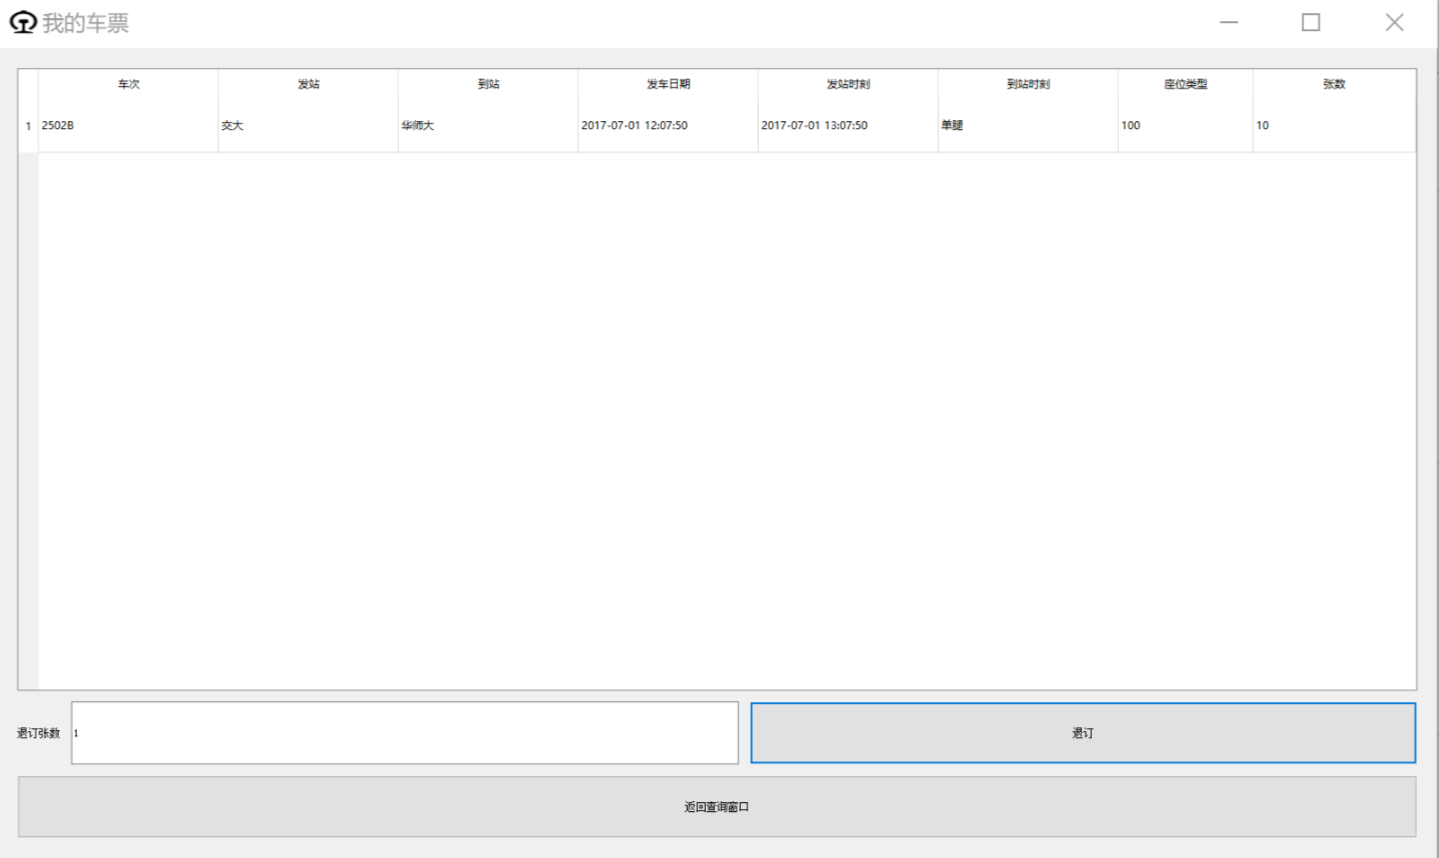 我的车票
车次 发站 到站 发车日期 发站时刻 到站时刻 座位类型 张数
1 2502B 交大 华师大 2017-07-01 12:07:50 2017-07-01 13:07:50 单腿 100 10
退订张数 1 退订
返回查询窗口